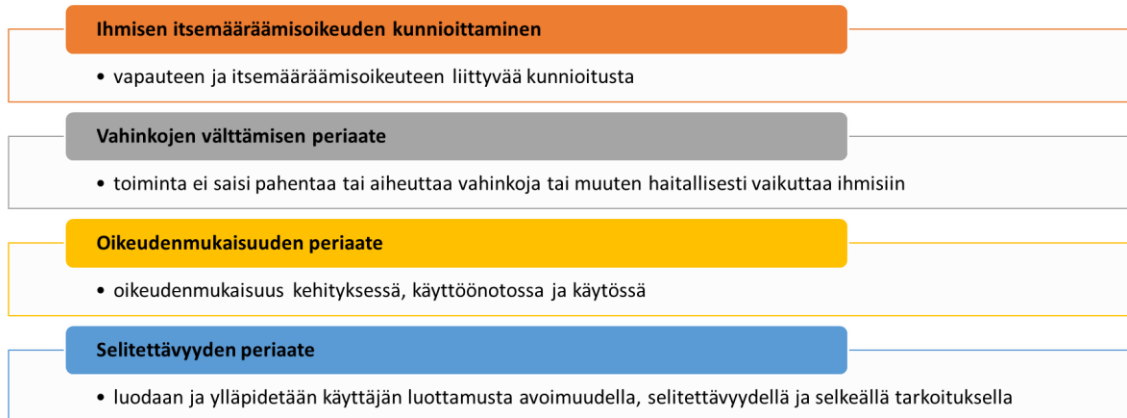 Ihmisen itsemääräämisoikeuden kunnioittaminen
• vapauteen ja itsemääräämisoikeuteen liittyvää kunnioitusta
Vahinkojen välttämisen periaate
• toiminta ei saisi pahentaa tai aiheuttaa vahinkoja tai muuten haitallisesti vaikuttaa ihmisiin
Oikeudenmukaisuuden periaate
• oikeudenmukaisuus kehityksessä, käyttöönotossa ja käytössä
Selitettävyyden periaate
• luodaan ja ylläpidetään käyttäjän luottamusta avoimuudella, selitettävyydellä ja selkeällä tarkoituksella